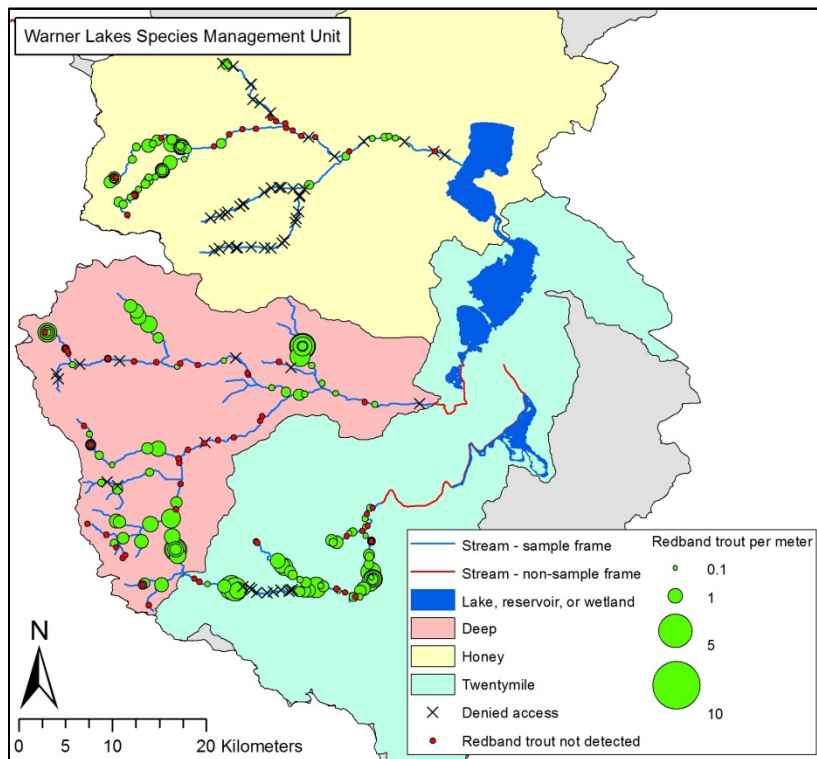 Warner Lakes Species Management Unit
Stream - sample frame
Stream - non-sample frame
Lake, reservoir, or wetland
Deep
Honey
Twentymile
Denied access
Redband trout not detected
Redband trout per meter
0.1
1
5
10
N
0 5 10 20 Kilometers